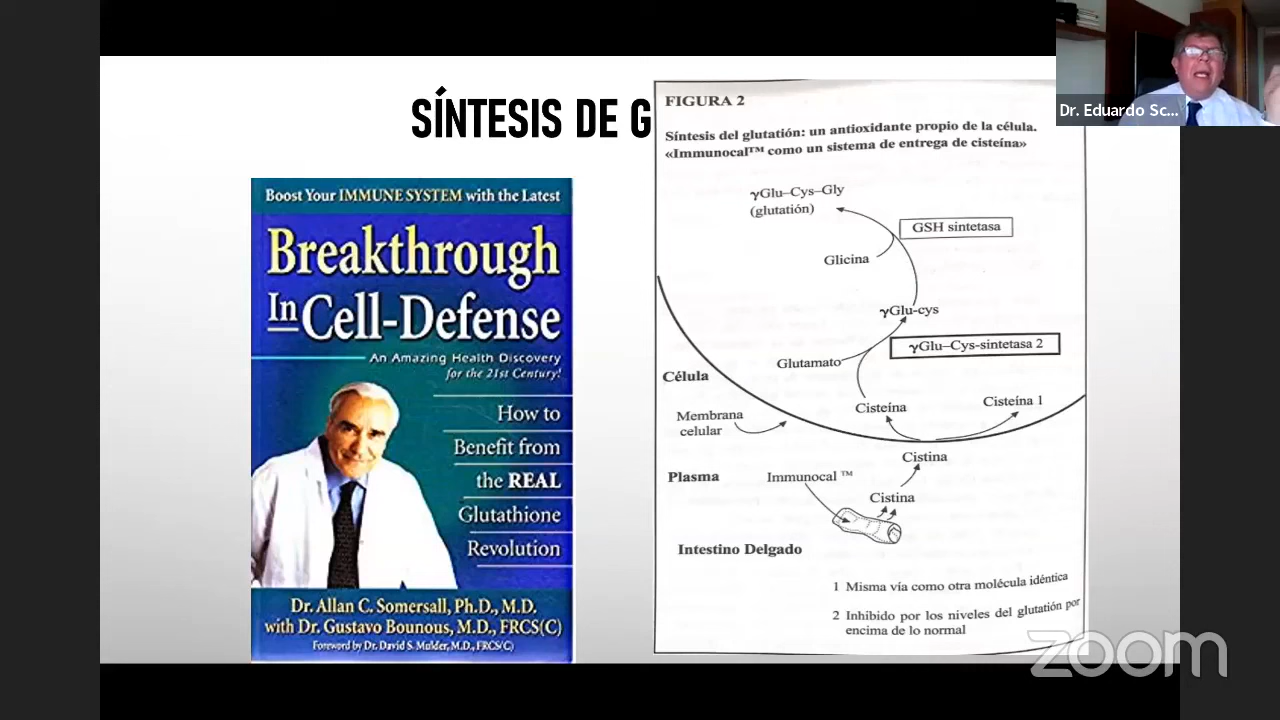 SÍNTESIS DE G
Boost Your IMMUNE SYSTEM with the Latest
Breakthrough
In Cell-Defense
An Amazing Health Discovery
for the 21st Century!
How to
Benefit from
the REAL
Glutathione
Revolution
Dr. Allan C. Somersall, Ph.D., M.D.
with Dr. Gustavo Bounous, M.D., FRCS(C)
Foreword by Dr. David S. Mulder, M.D., FRCS(C)
FIGURA 2
Síntesis del glutatión: un antioxidante propio de la célula.
«Immunocal™ como un sistema de entrega de cisteína»
γGlu–Cys–Gly
(glutatión)
GSH sintetasa
Glicina
γGlu-cys
γGlu–Cys-sintetasa 2
Glutamato
Célula
Cisteína
Cisteína 1
Membrana
celular
Cistina
Plasma
Immunocal ™
Cistina
Intestino Delgado
1 Misma vía como otra molécula idéntica
2 Inhibido por los niveles del glutatión por
encima de lo normal
Dr. Eduardo Sc...
zoom